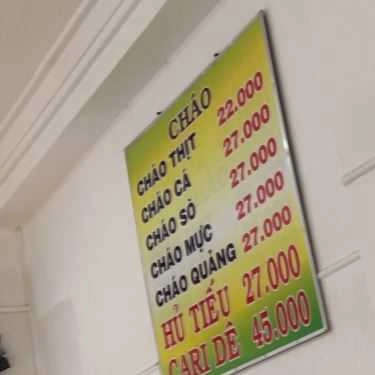 CHÁO
CHÁO THỊT 22.000
CHÁO CÁ 27.000
CHÁO SÒ 27.000
CHÁO MỰC 27.000
CHÁO QUẢNG 27.000
HỦ TIẾU 27.000
CARI DÊ 45.000